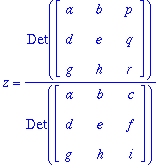 z = Det([a b p
d e q
g h r]) / Det([a b c
d e f
g h i])